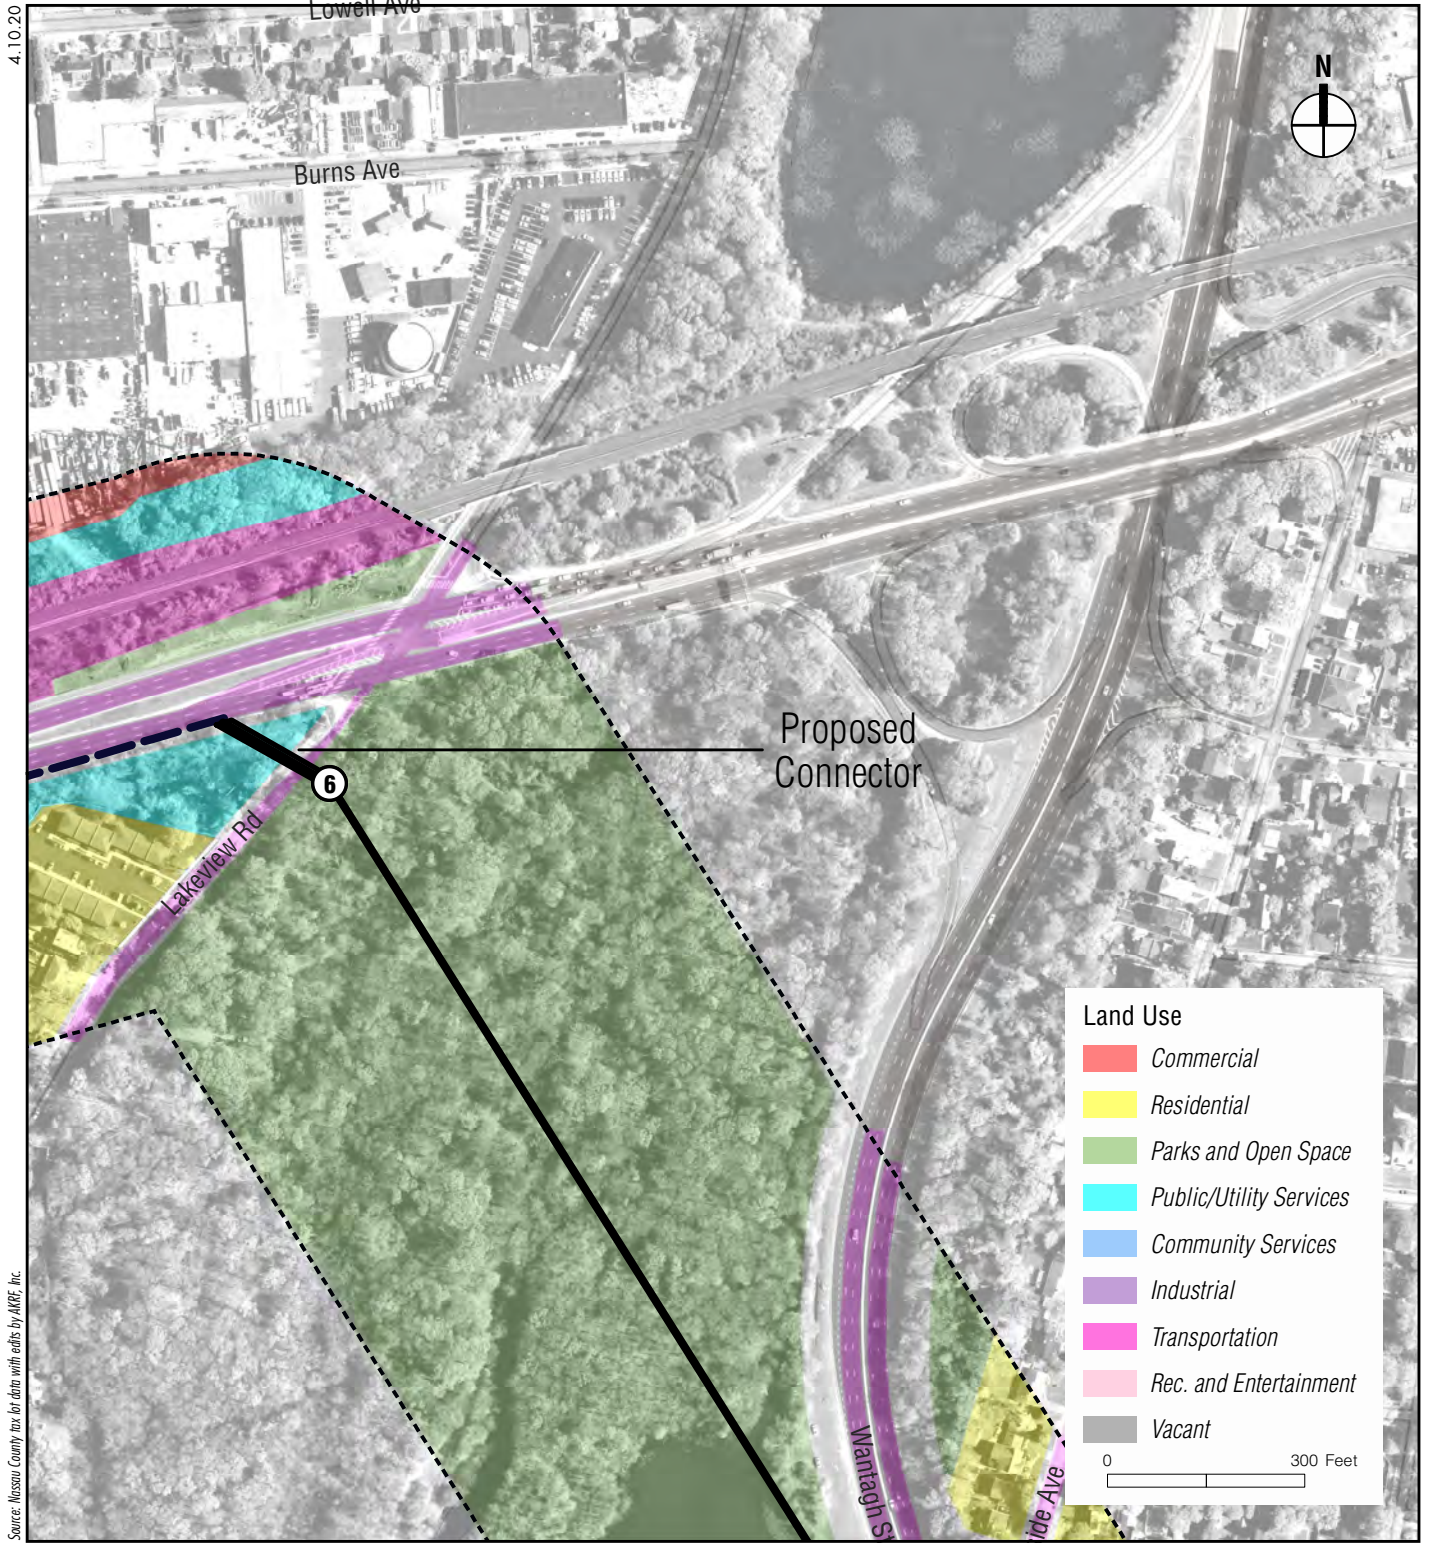 4.10.20
Lowell Ave
N
Burns Ave
Proposed
Connector
6
Lakeview Rd
Land Use
Commercial
Residential
Parks and Open Space
Public/Utility Services
Community Services
Industrial
Transportation
Rec. and Entertainment
Vacant
0 300 Feet
Wantagh St
ide Ave
Source: Nassau County tax lot data with edits by AKRF, Inc.